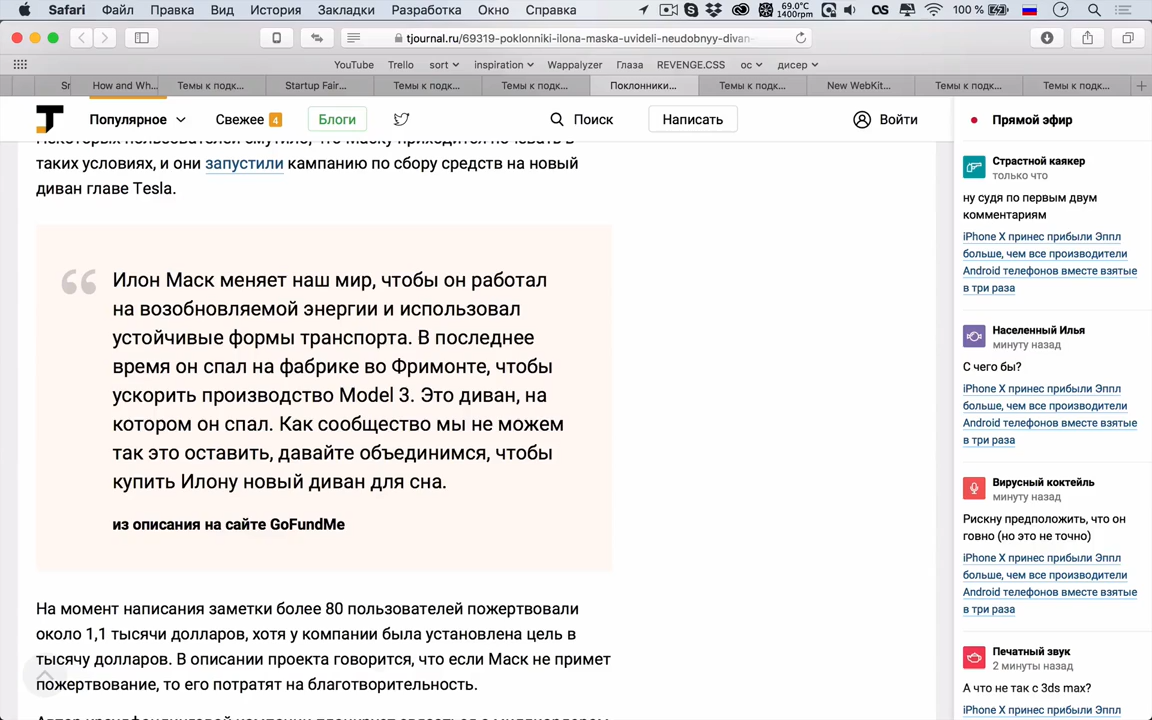 Safari Файл Правка Вид История Закладки Разработка Окно Справка
69.0°C
1400rpm
100 %
tjournal.ru/69319-poklonniki-ilona-maska-uvideli-neudobnyy-divan-
YouTube Trello sort inspiration Wappalyzer Глаза REVENGE.CSS ос дисер
Sr How and Wh... Темы к подк... Startup Fair... Темы к подк... Темы к подк... Поклонники... Темы к подк... New WebKit... Темы к подк... Темы к подк...
Популярное Свежее 4 Блоги Поиск Написать Войти
таких условиях, и они запустили кампанию по сбору средств на новый
диван главе Tesla.
Илон Маск меняет наш мир, чтобы он работал
на возобновляемой энергии и использовал
устойчивые формы транспорта. В последнее
время он спал на фабрике во Фримонте, чтобы
ускорить производство Model 3. Это диван, на
котором он спал. Как сообщество мы не можем
так это оставить, давайте объединимся, чтобы
купить Илону новый диван для сна.
из описания на сайте GoFundMe
На момент написания заметки более 80 пользователей пожертвовали
около 1,1 тысячи долларов, хотя у компании была установлена цель в
тысячу долларов. В описании проекта говорится, что если Маск не примет
пожертвование, то его потратят на благотворительность.
Прямой эфир
Страстной каякер
только что
ну судя по первым двум
комментариям
iPhone X принес прибыли Эппл
больше, чем все производители
Android телефонов вместе взятые
в три раза
Населенный Илья
минуту назад
С чего бы?
iPhone X принес прибыли Эппл
больше, чем все производители
Android телефонов вместе взятые
в три раза
Вирусный коктейль
минуту назад
Рискну предположить, что он
говно (но это не точно)
iPhone X принес прибыли Эппл
больше, чем все производители
Android телефонов вместе взятые
в три раза
Печатный звук
2 минуты назад
А что не так с 3ds max?
iPhone X принес прибыли Эппл